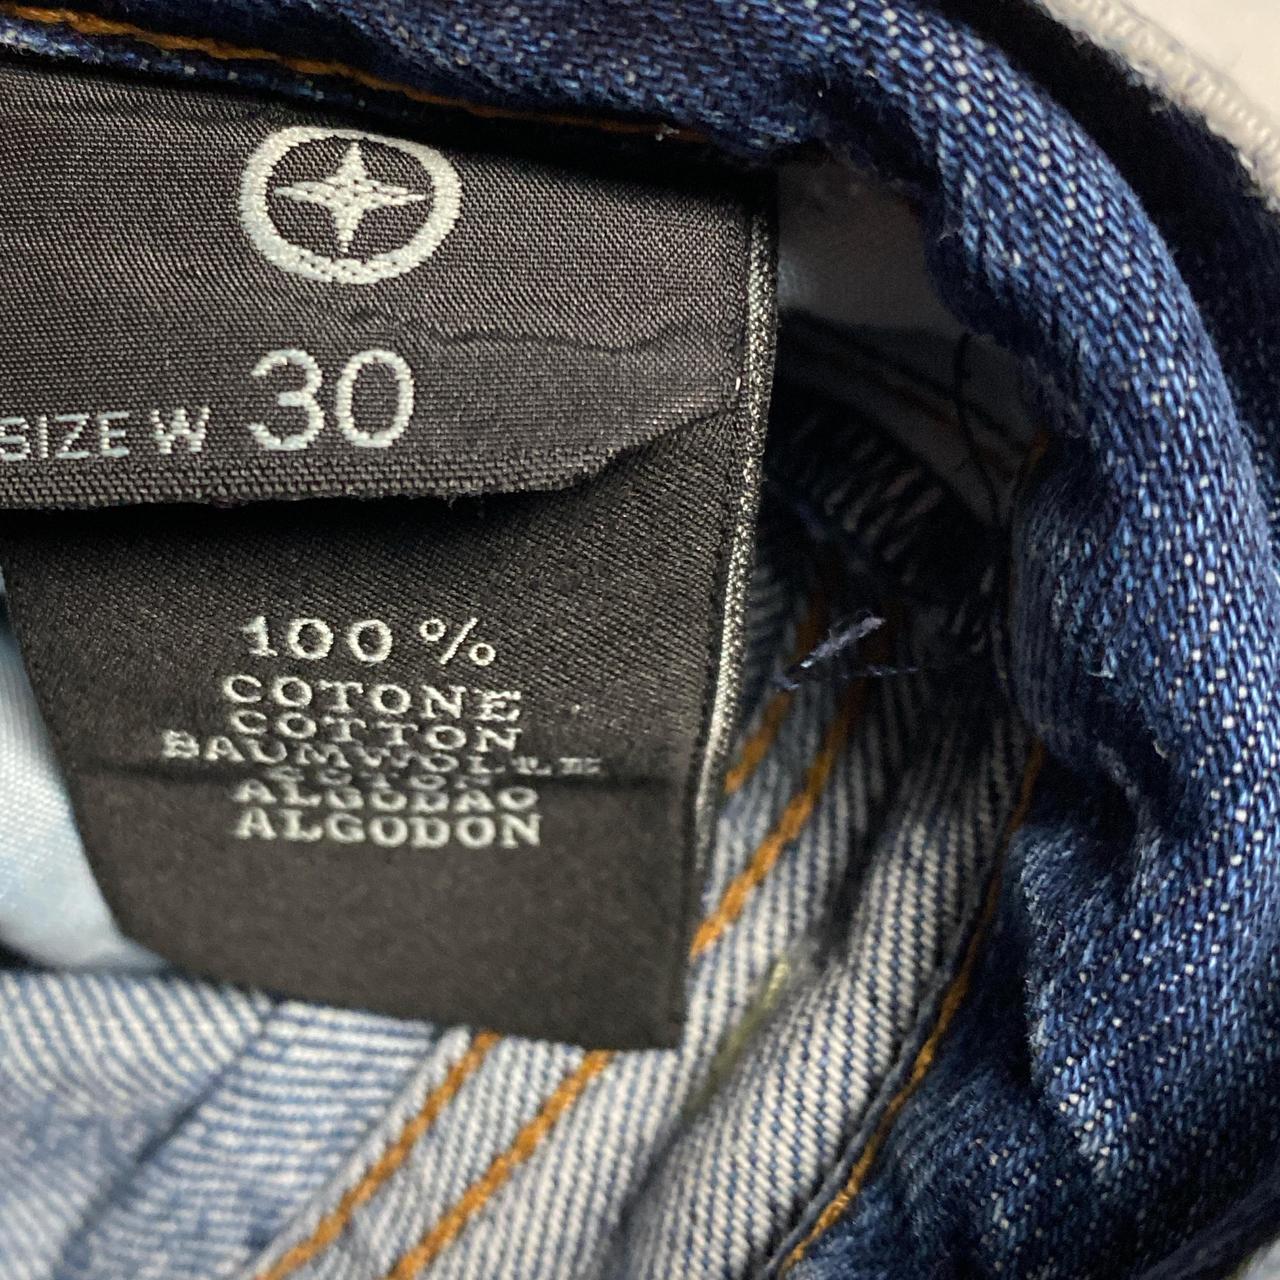 SIZE W 30
100 %
COTONE
COTTON
BAUMWOLLE
ALGODAO
ALGODON